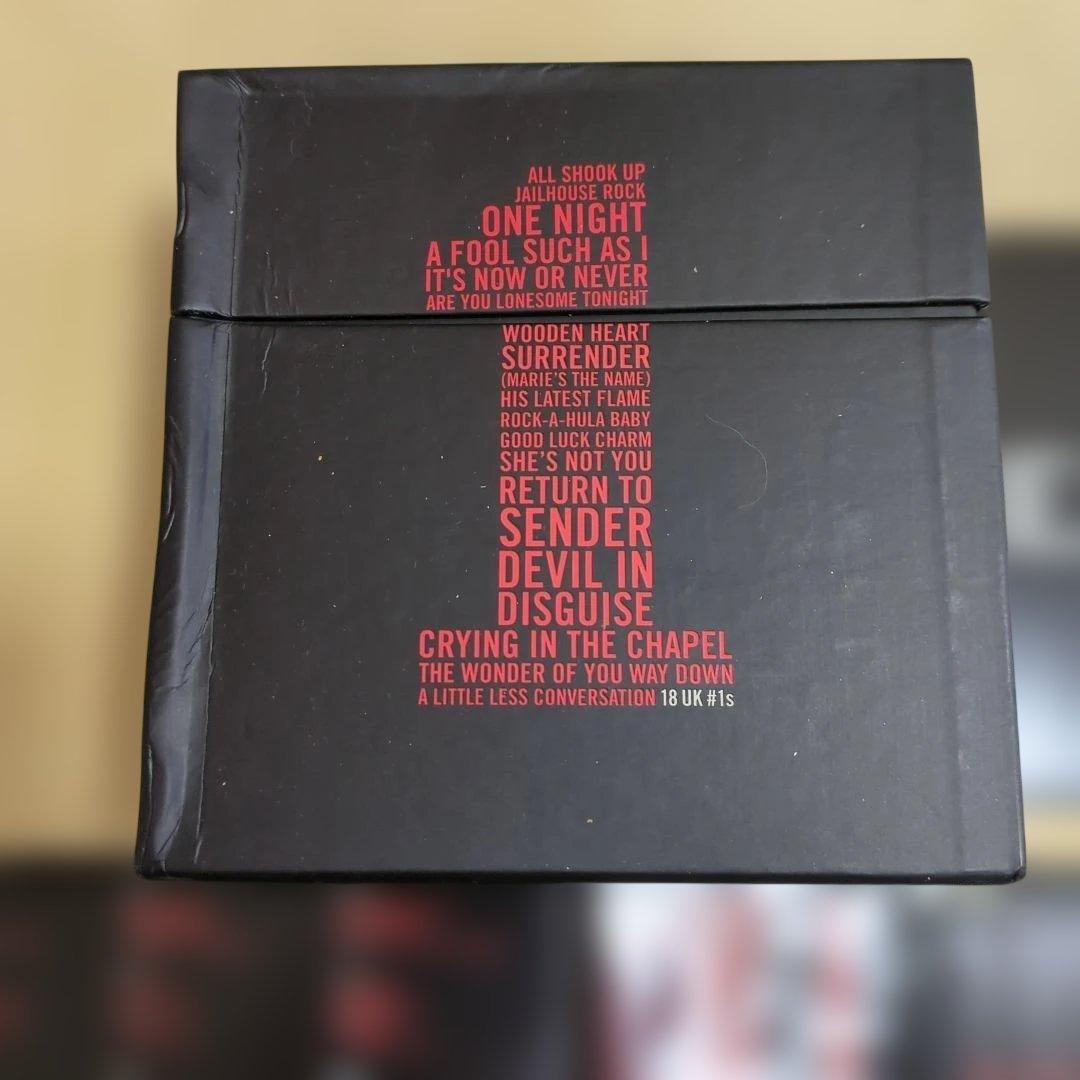 ALL SHOOK UP
JAILHOUSE ROCK
ONE NIGHT
A FOOL SUCH AS I
IT'S NOW OR NEVER
ARE YOU LONESOME TONIGHT
WOODEN HEART
SURRENDER
(MARIE'S THE NAME)
HIS LATEST FLAME
ROCK-A-HULA BABY
GOOD LUCK CHARM
SHE'S NOT YOU
RETURN TO
SENDER
DEVIL IN
DISGUISE
CRYING IN THE CHAPEL
THE WONDER OF YOU WAY DOWN
A LITTLE LESS CONVERSATION 18 UK #1s